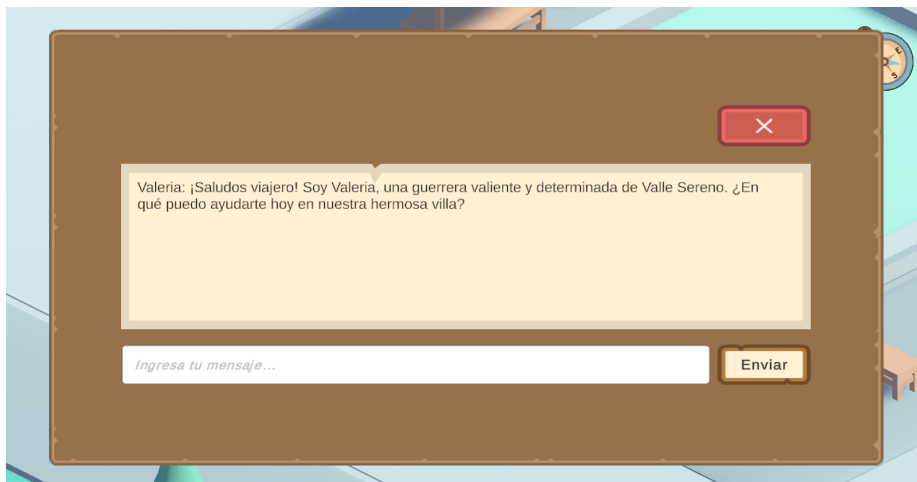 Valeria: ¡Saludos viajero! Soy Valeria, una guerrera valiente y determinada de Valle Sereno. ¿En
qué puedo ayudarte hoy en nuestra hermosa villa?
Ingresa tu mensaje...
Enviar